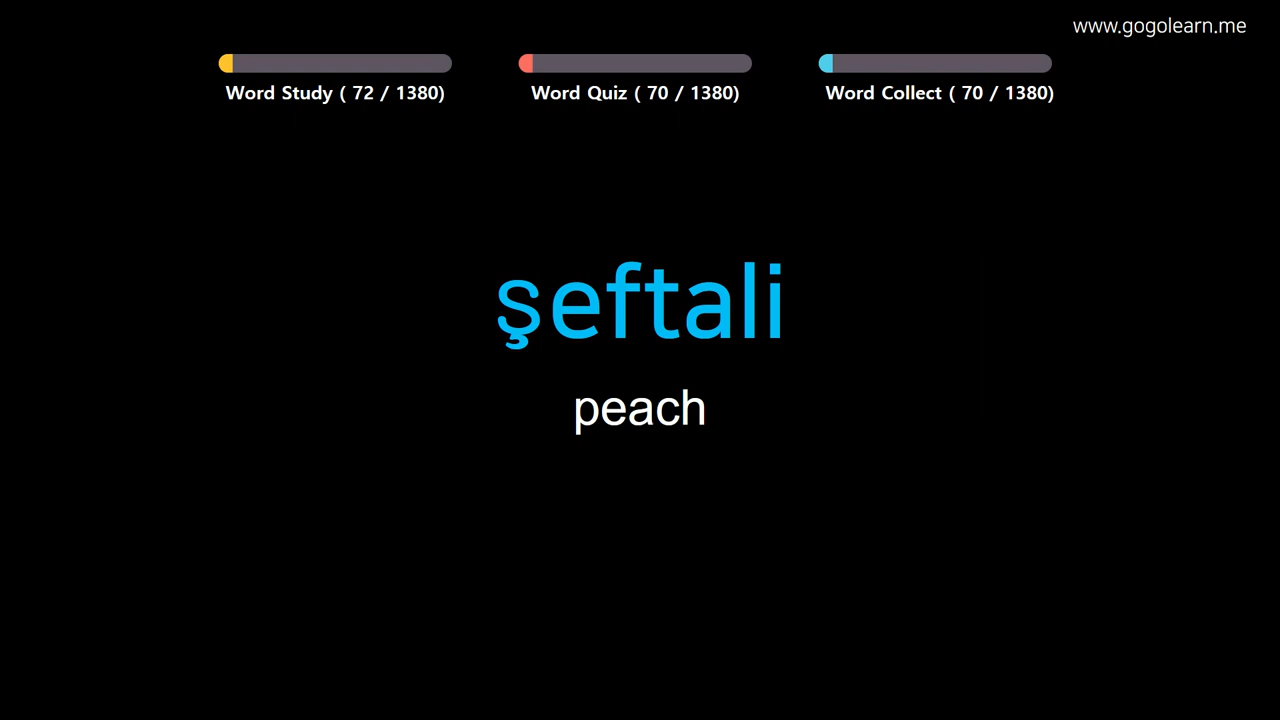 www.gogolearn.me
Word Study ( 72 / 1380)
Word Quiz ( 70 / 1380)
Word Collect ( 70 / 1380)
şeftali
peach